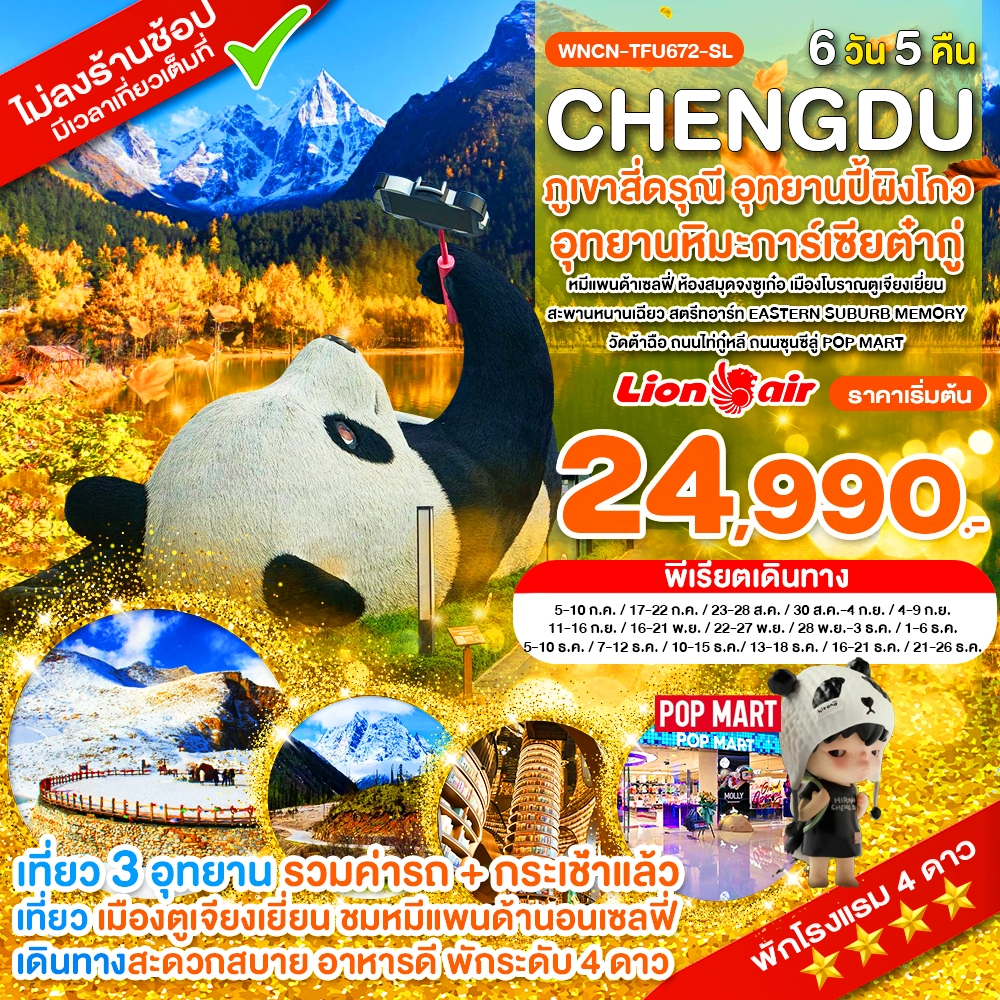 ไม่ลงร้านช้อป
มีเวลาเที่ยวเต็มที่
WNCN-TFU672-SL
6 วัน 5 คืน
CHENGDU
ภูเขาสี่ดรุณี อุทยานปี้ผิงโกว
อุทยานหิมะการ์เซียต๋ากู่
หมีแพนด้าเซลฟี่ ห้องสมุดจงซูเก๋อ เมืองโบราณตูเจียงเยี่ยน
สะพานหนานเฉียว สตรีทอาร์ท EASTERN SUBURB MEMORY
วัดต้าฉือ ถนนไท่กู๋หลี ถนนชุนซีลู่ POP MART
Lion air
ราคาเริ่มต้น
24,990.-
พีเรียตเดินทาง
5-10 ก.ค. / 17-22 ก.ค. / 23-28 ส.ค. / 30 ส.ค.-4 ก.ย. / 4-9 ก.ย.
11-16 ก.ย. / 16-21 พ.ย. / 22-27 พ.ย. / 28 พ.ย.-3 ธ.ค. / 1-6 ธ.ค.
5-10 ธ.ค. / 7-12 ธ.ค. / 10-15 ธ.ค./ 13-18 ธ.ค. / 16-21 ธ.ค. / 21-26 ธ.ค.
POP MART
POP MART
MOLLY
เที่ยว 3 อุทยาน รวมค่ารถ + กระเช้าแล้ว
เที่ยว เมืองตูเจียงเยี่ยน ชมหมีแพนด้านอนเซลฟี่
เดินทางสะดวกสบาย อาหารดี พักระดับ 4 ดาว
พักโรงแรม 4 ดาว